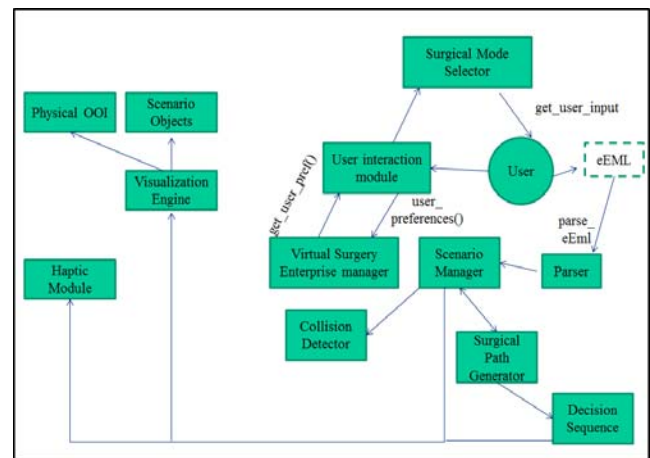 Surgical Mode
Selector
get_user_input
Physical OOI
Scenario
Objects
User interaction
module
User
eEML
Visualization
Engine
get_user_pref()
user_
preferences()
parse_
eEml
Virtual Surgery
Enterprise manager
Scenario
Manager
Parser
Haptic
Module
Collision
Detector
Surgical
Path
Generator
Decision
Sequence